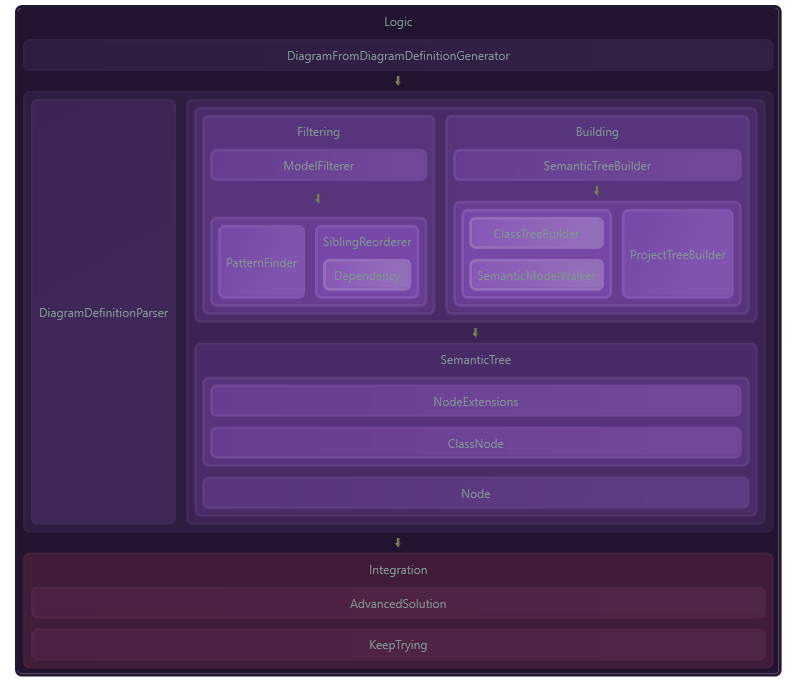 Logic
DiagramFromDiagramDefinitionGenerator
DiagramDefinitionParser
Filtering
ModelFilterer
PatternFinder
SiblingReorderer
Dependency
Building
SemanticTreeBuilder
ClassTreeBuilder
SemanticModelWalker
ProjectTreeBuilder
SemanticTree
NodeExtensions
ClassNode
Node
Integration
AdvancedSolution
KeepTrying